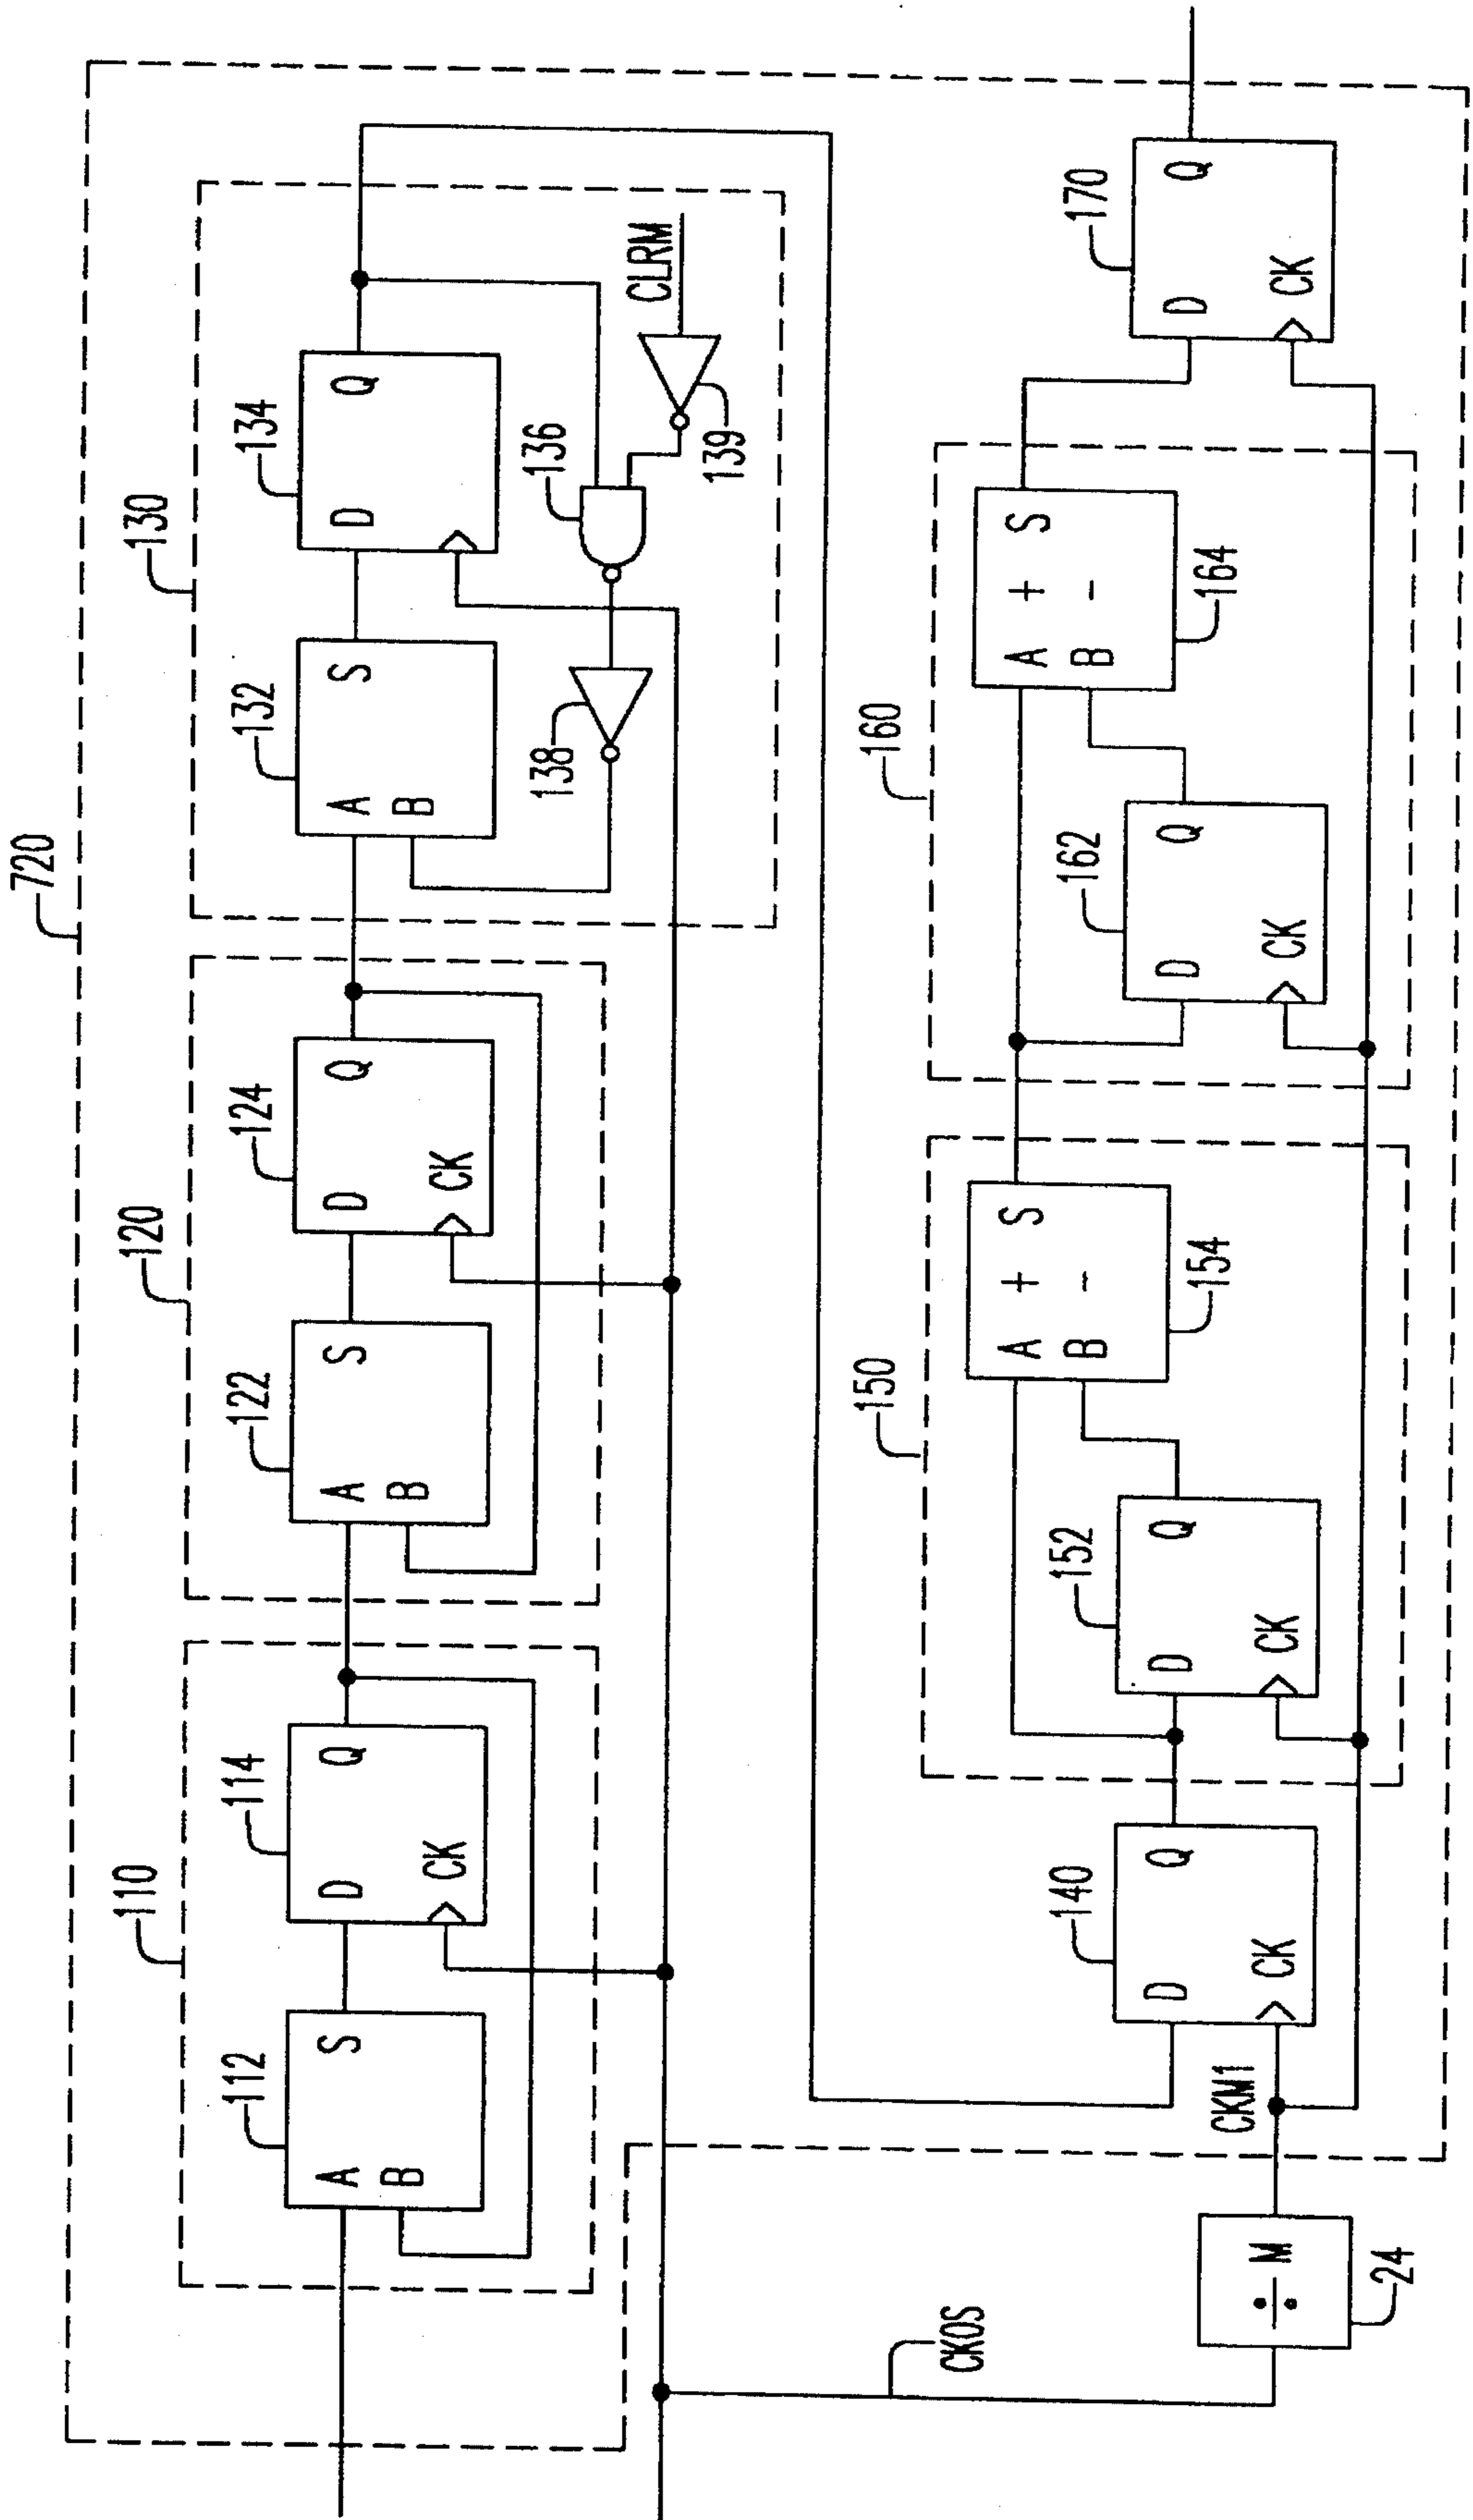 720
110
112
A
B
S
114
D
Q
CK
120
122
A
B
S
124
D
Q
CK
130
132
A
B
S
134
D
Q
136
138
139
CLRM
CKOS
24
÷ M
CKM1
140
D
Q
CK
150
152
D
Q
CK
154
A +
B -
S
160
162
D
Q
CK
164
A +
B -
S
170
D
Q
CK